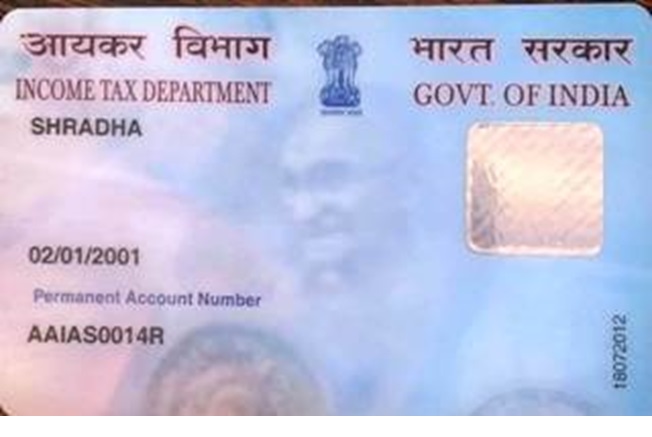 आयकर विभाग भारत सरकार
INCOME TAX DEPARTMENT GOVT. OF INDIA
SHRADHA
02/01/2001
Permanent Account Number
AAIAS0014R
18072012